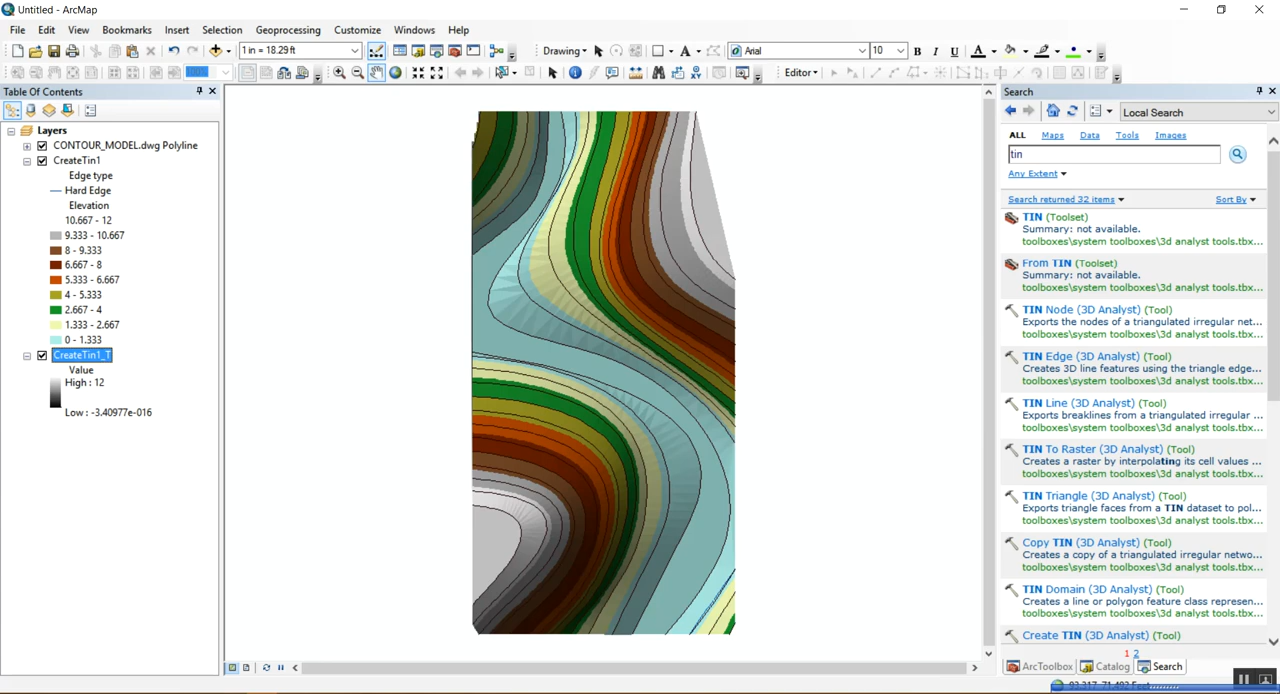 Untitled - ArcMap
File Edit View Bookmarks Insert Selection Geoprocessing Customize Windows Help
1 in = 18.29 ft Drawing Arial 10 B I U A
100% Editor
Table Of Contents
Layers
CONTOUR_MODEL.dwg Polyline
CreateTin1
Edge type
Hard Edge
Elevation
10.667 - 12
9.333 - 10.667
8 - 9.333
6.667 - 8
5.333 - 6.667
4 - 5.333
2.667 - 4
1.333 - 2.667
0 - 1.333
CreateTin1_T
Value
High : 12
Low : -3.40977e-016
Search
Local Search
ALL Maps Data Tools Images
tin
Any Extent
Search returned 32 items Sort By
TIN (Toolset)
Summary: not available.
toolboxes\system toolboxes\3d analyst tools.tbx...
From TIN (Toolset)
Summary: not available.
toolboxes\system toolboxes\3d analyst tools.tbx...
TIN Node (3D Analyst) (Tool)
Exports the nodes of a triangulated irregular net...
toolboxes\system toolboxes\3d analyst tools.tbx...
TIN Edge (3D Analyst) (Tool)
Creates 3D line features using the triangle edge...
toolboxes\system toolboxes\3d analyst tools.tbx...
TIN Line (3D Analyst) (Tool)
Exports breaklines from a triangulated irregular ...
toolboxes\system toolboxes\3d analyst tools.tbx...
TIN To Raster (3D Analyst) (Tool)
Creates a raster by interpolating its cell values ...
toolboxes\system toolboxes\3d analyst tools.tbx...
TIN Triangle (3D Analyst) (Tool)
Exports triangle faces from a TIN dataset to pol...
toolboxes\system toolboxes\3d analyst tools.tbx...
Copy TIN (3D Analyst) (Tool)
Creates a copy of a triangulated irregular netwo...
toolboxes\system toolboxes\3d analyst tools.tbx...
TIN Domain (3D Analyst) (Tool)
Creates a line or polygon feature class represen...
toolboxes\system toolboxes\3d analyst tools.tbx...
Create TIN (3D Analyst) (Tool)
1 2
ArcToolbox Catalog Search